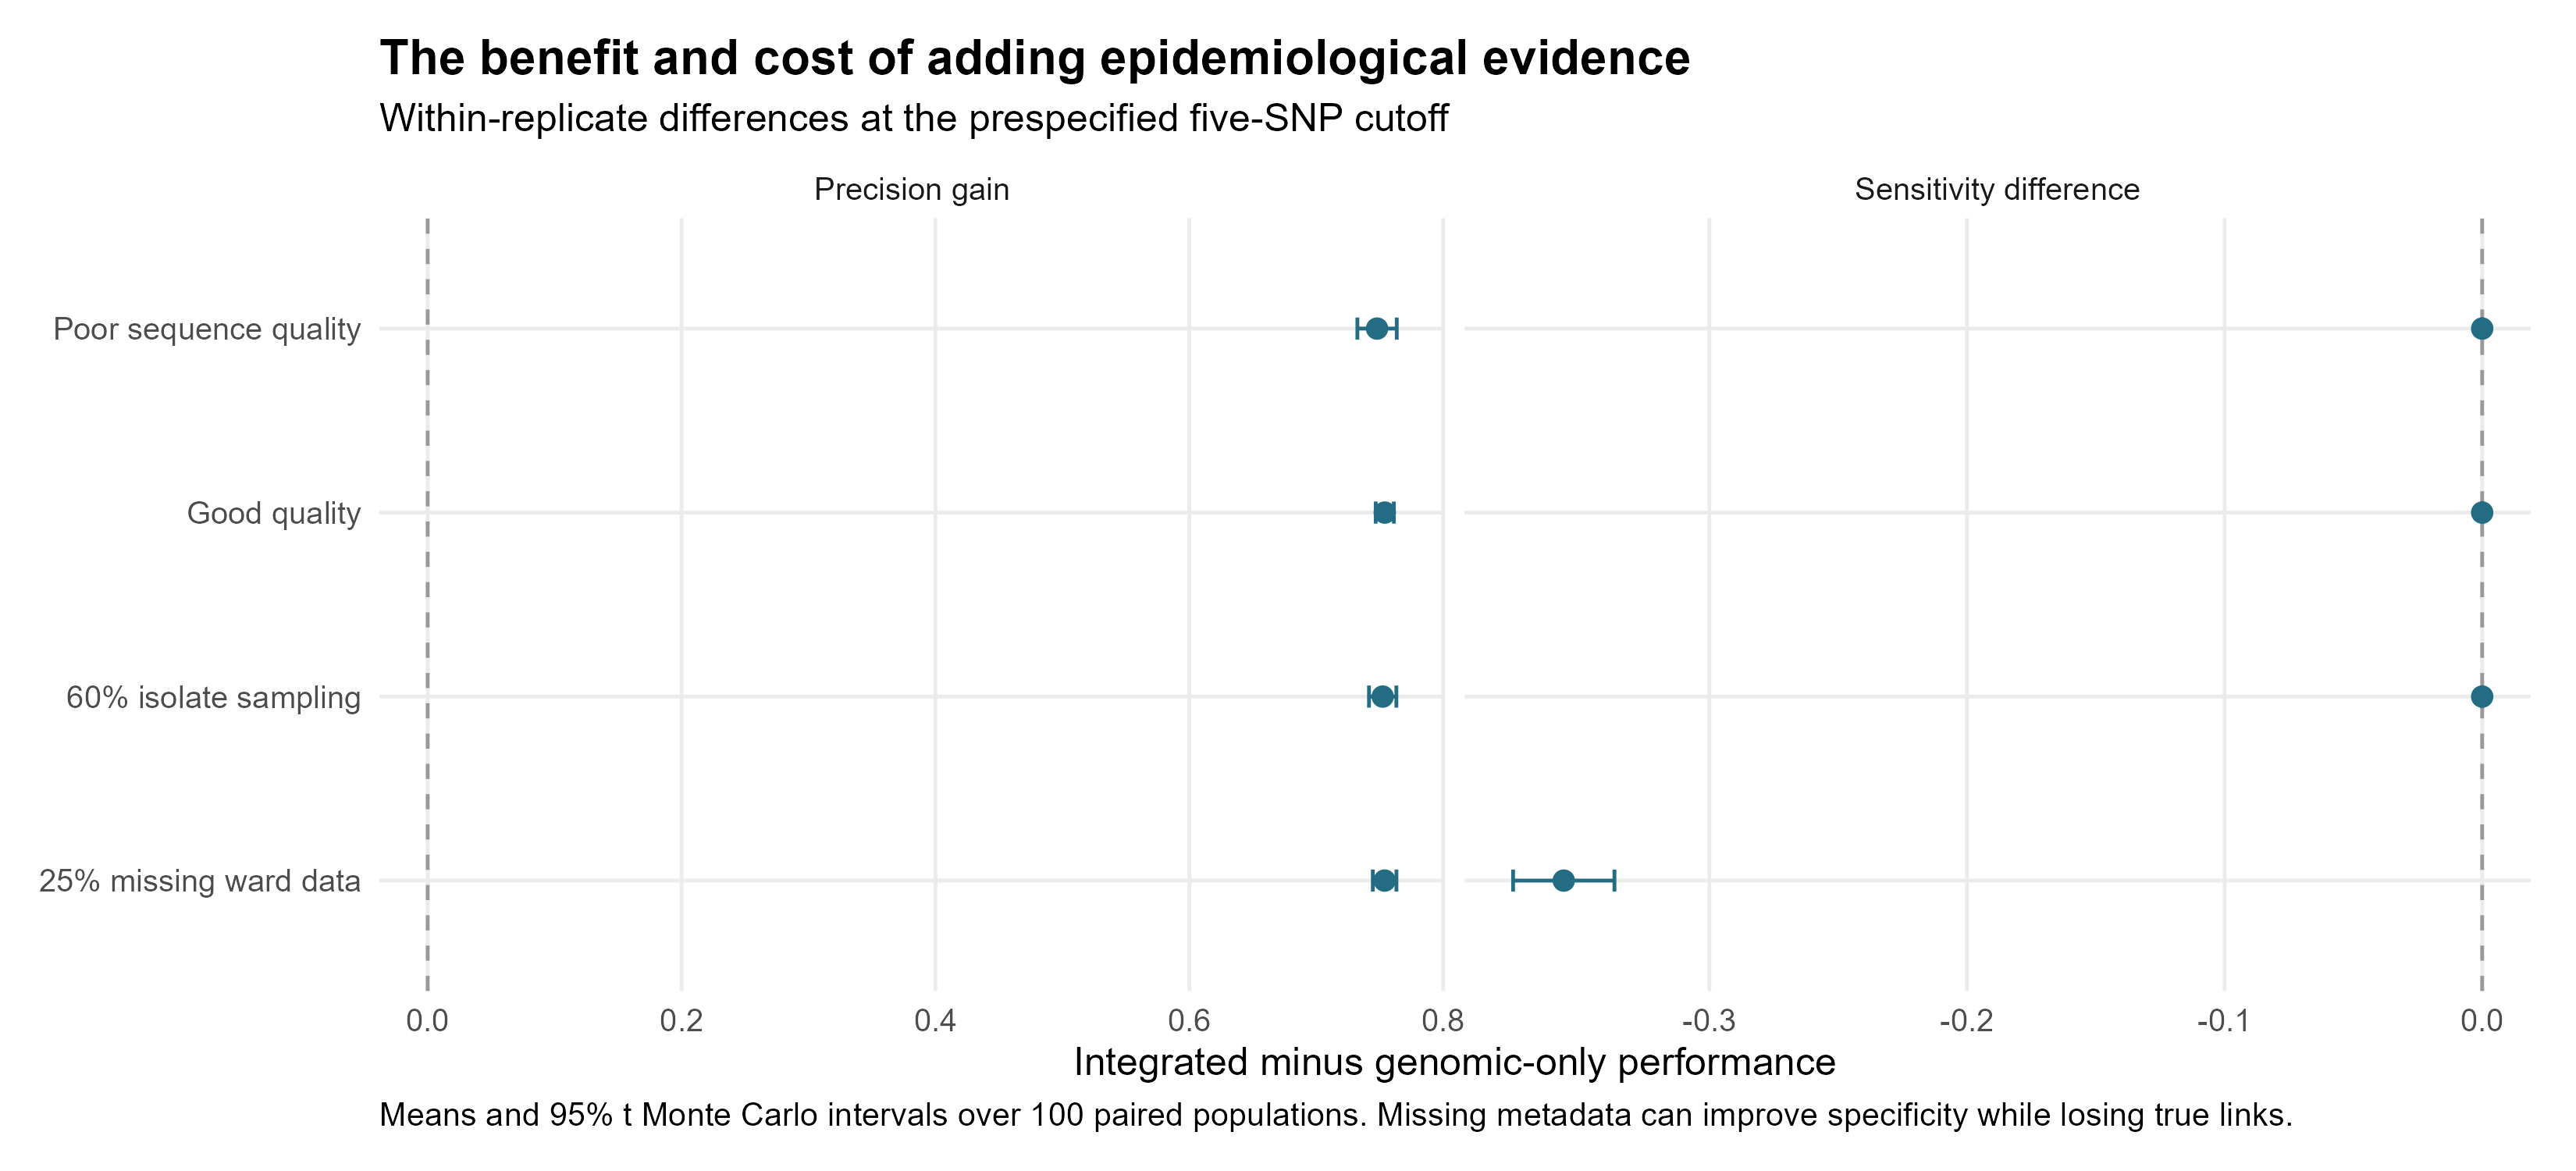 The benefit and cost of adding epidemiological evidence
Within-replicate differences at the prespecified five-SNP cutoff
Precision gain
Sensitivity difference
Poor sequence quality
Good quality
60% isolate sampling
25% missing ward data
0.0 0.2 0.4 0.6 0.8 -0.3 -0.2 -0.1 0.0
Integrated minus genomic-only performance
Means and 95% t Monte Carlo intervals over 100 paired populations. Missing metadata can improve specificity while losing true links.